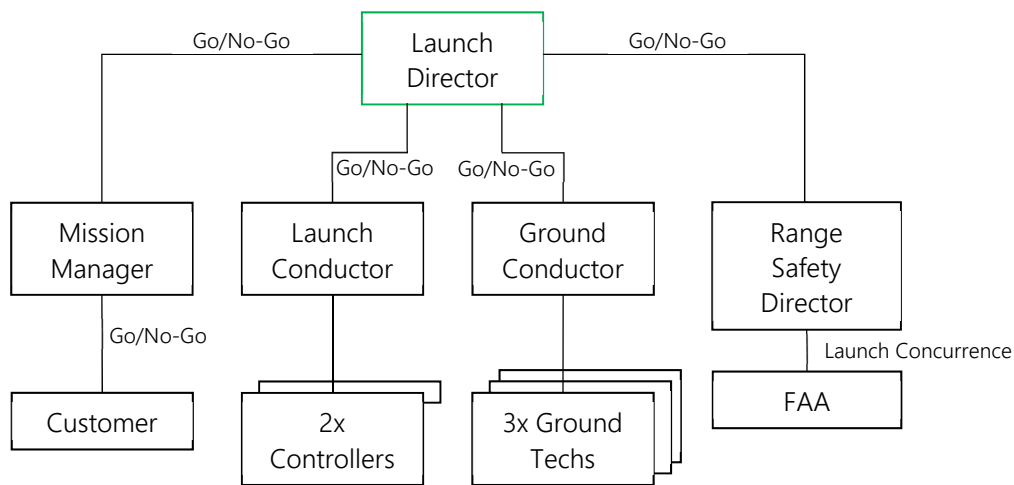 Go/No-Go
Launch
Director
Go/No-Go
Go/No-Go
Go/No-Go
Mission
Manager
Launch
Conductor
Ground
Conductor
Range
Safety
Director
Go/No-Go
Launch Concurrence
Customer
2x
Controllers
3x Ground
Techs
FAA